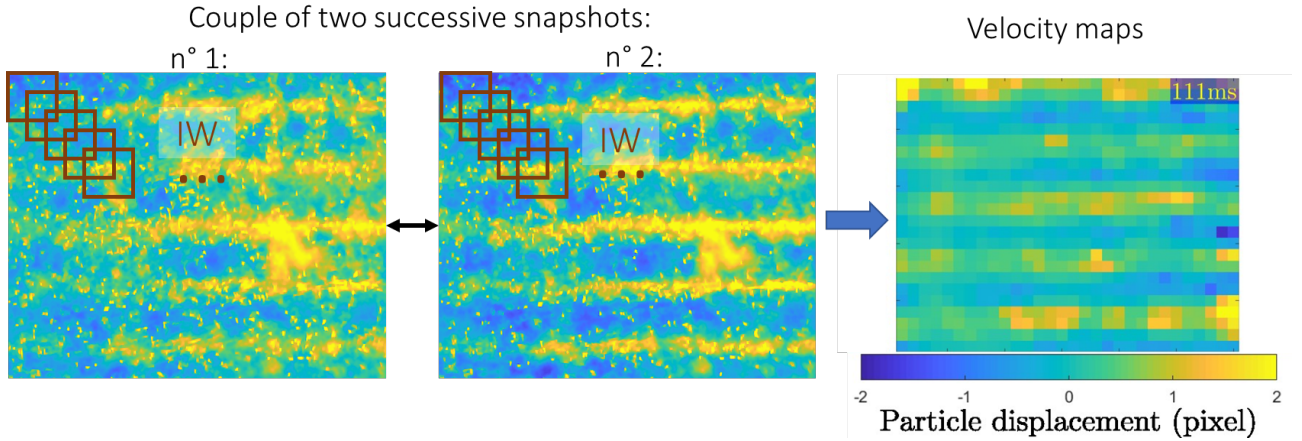 Couple of two successive snapshots:
n° 1:
n° 2:
Velocity maps
IW
...
IW
...
111ms
-2 -1 0 1 2
Particle displacement (pixel)